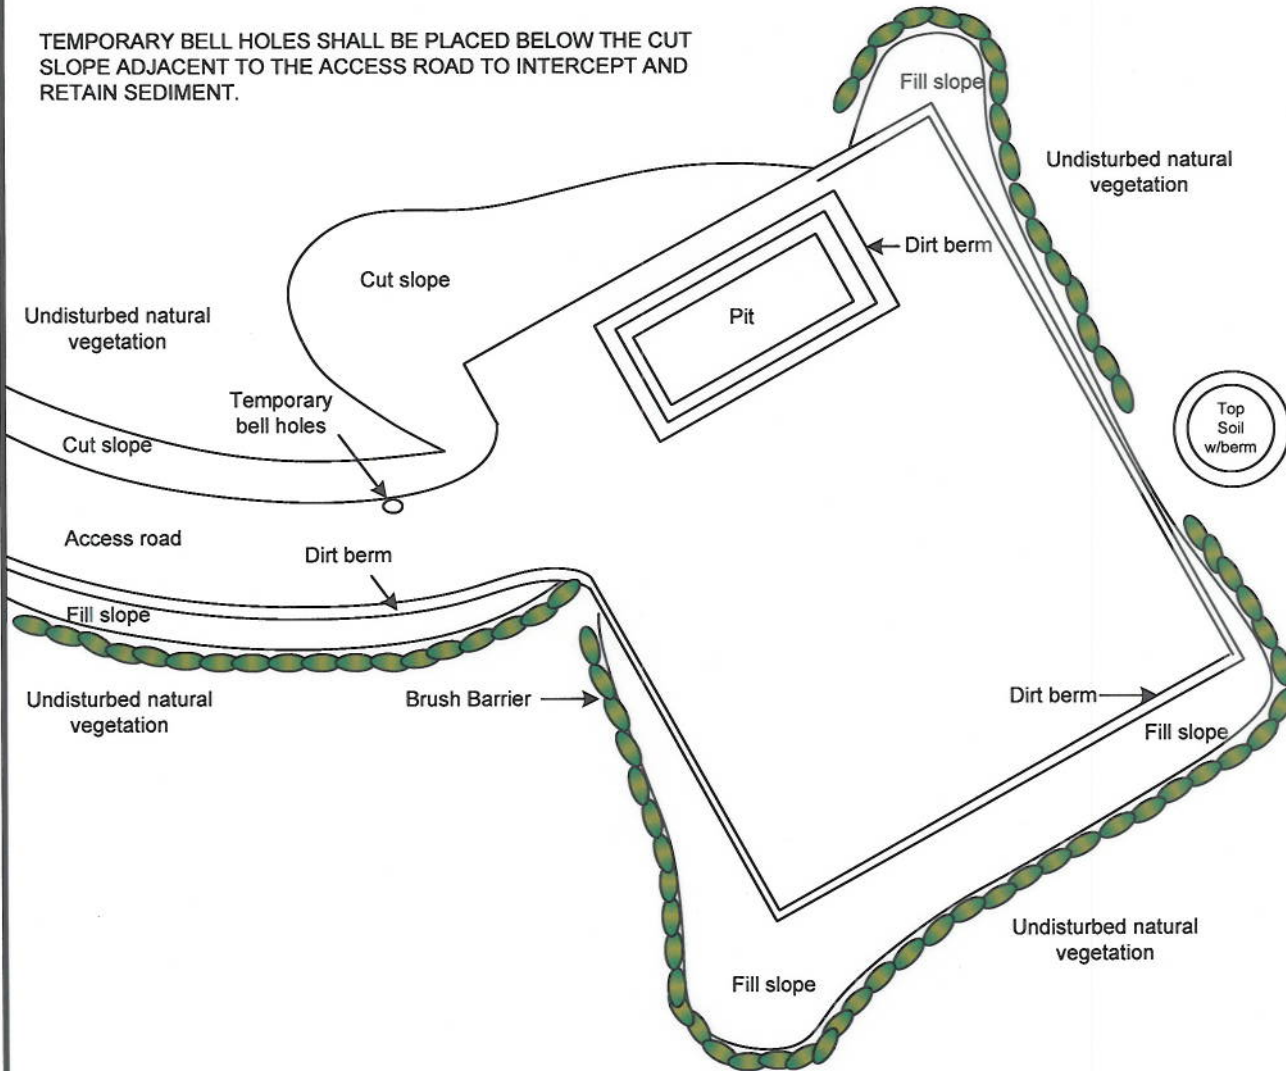 TEMPORARY BELL HOLES SHALL BE PLACED BELOW THE CUT
SLOPE ADJACENT TO THE ACCESS ROAD TO INTERCEPT AND
RETAIN SEDIMENT.
Fill slope
Undisturbed natural
vegetation
Dirt berm
Cut slope
Pit
Undisturbed natural
vegetation
Temporary
bell holes
Top
Soil
w/berm
Cut slope
Access road
Dirt berm
Fill slope
Undisturbed natural
vegetation
Brush Barrier
Dirt berm
Fill slope
Undisturbed natural
vegetation
Fill slope